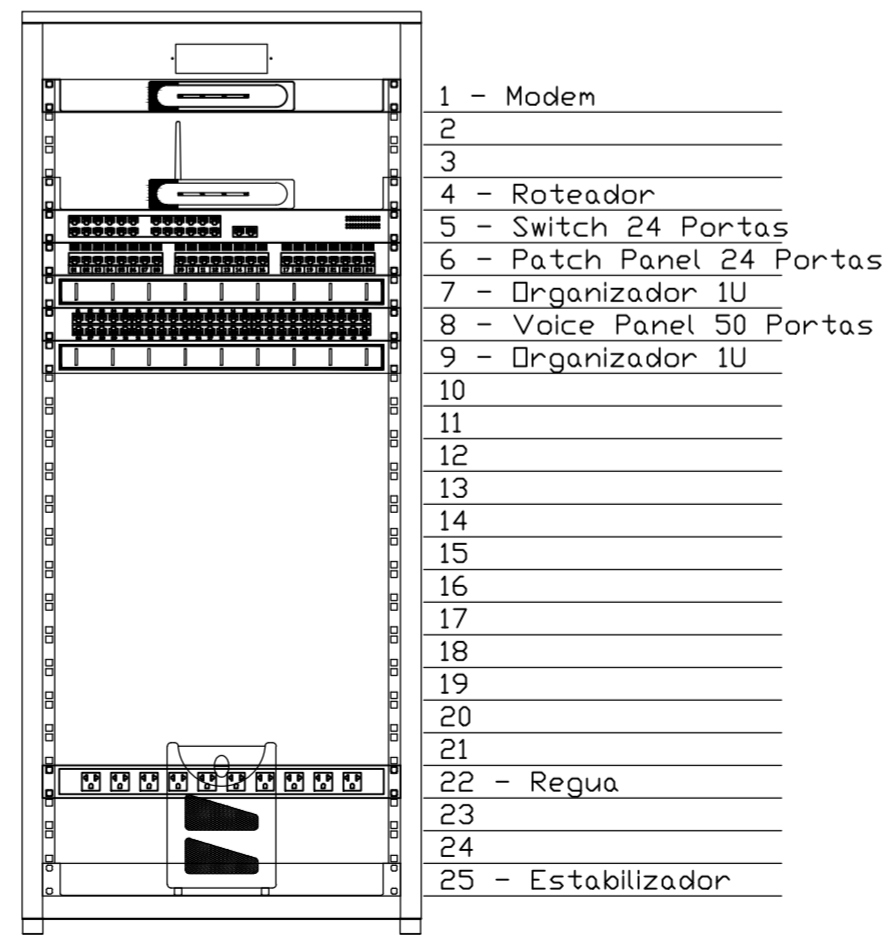 1 - Modem
2
3
4 - Roteador
5 - Switch 24 Portas
6 - Patch Panel 24 Portas
7 - Organizador 1U
8 - Voice Panel 50 Portas
9 - Organizador 1U
10
11
12
13
14
15
16
17
18
19
20
21
22 - Regua
23
24
25 - Estabilizador